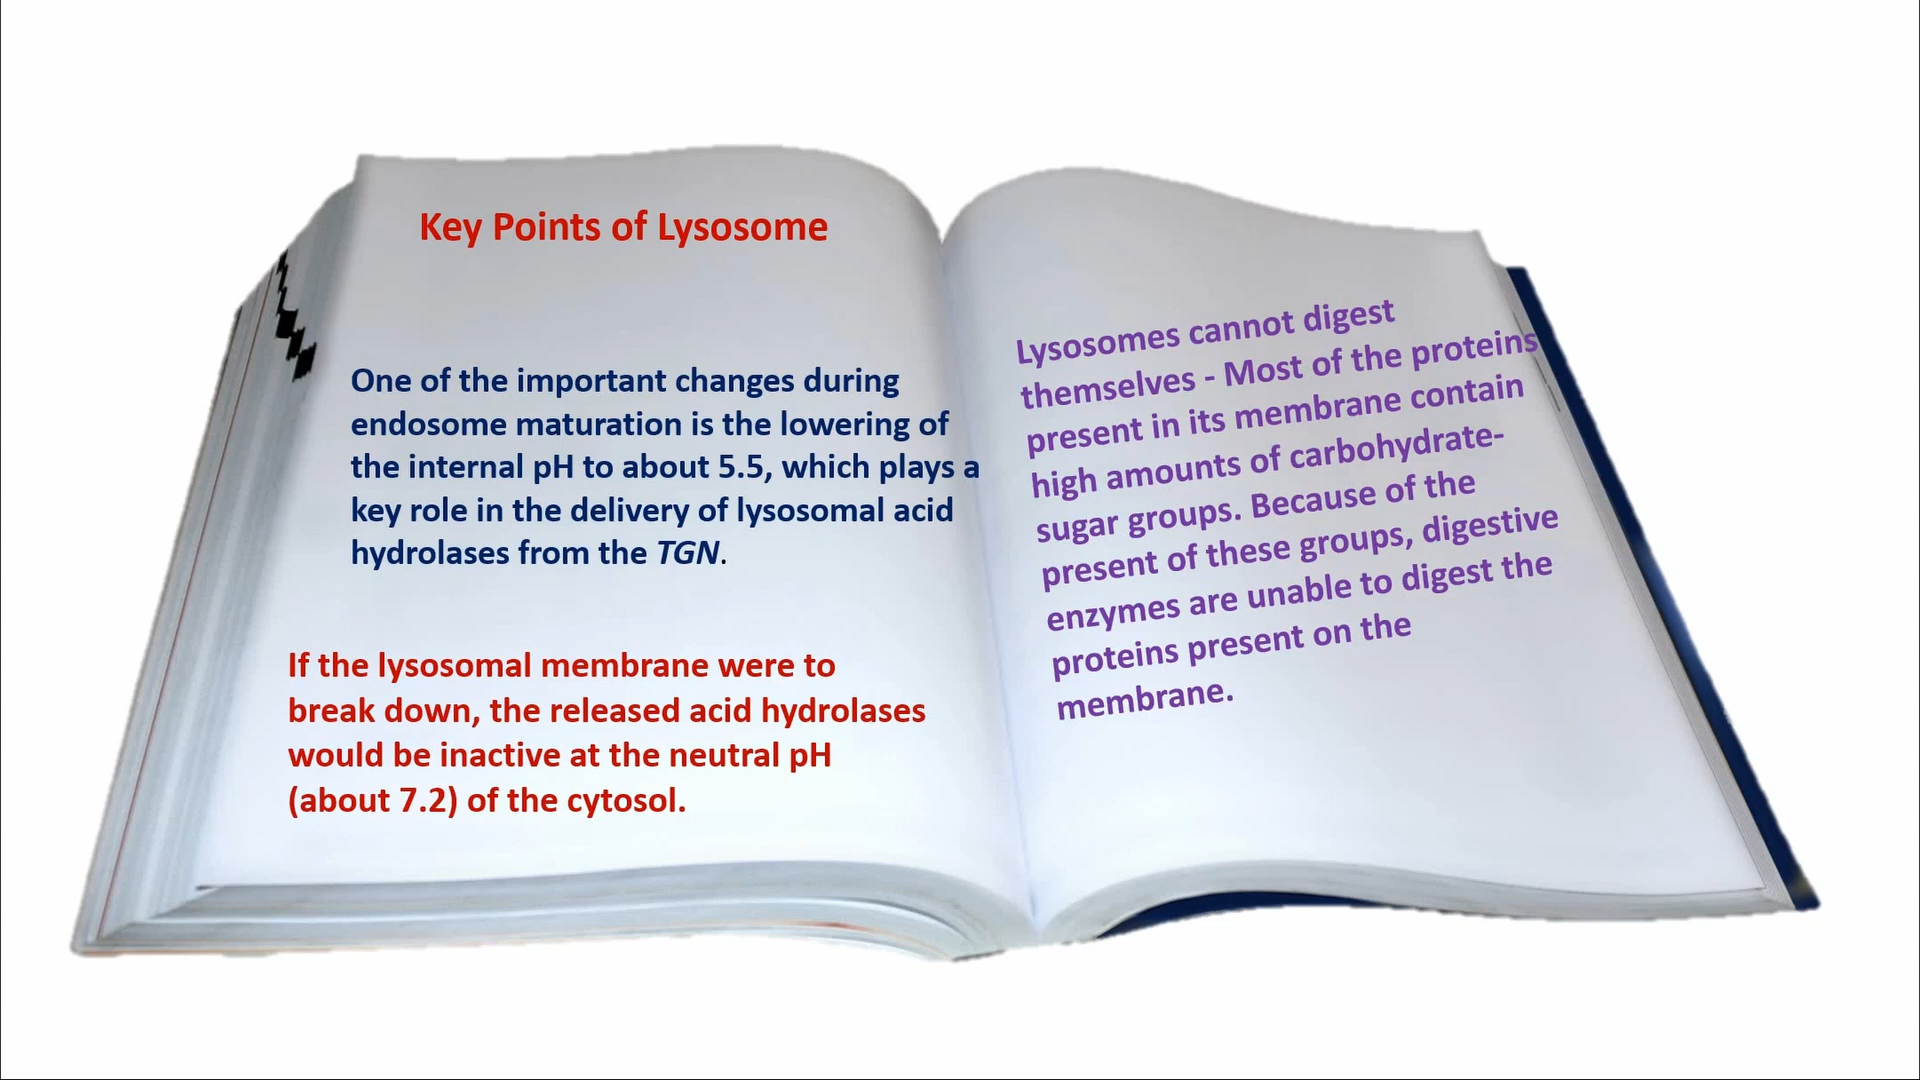 Key Points of Lysosome
One of the important changes during
endosome maturation is the lowering of
the internal pH to about 5.5, which plays a
key role in the delivery of lysosomal acid
hydrolases from the TGN.
If the lysosomal membrane were to
break down, the released acid hydrolases
would be inactive at the neutral pH
(about 7.2) of the cytosol.
Lysosomes cannot digest
themselves - Most of the proteins
present in its membrane contain
high amounts of carbohydrate-
sugar groups. Because of the
present of these groups, digestive
enzymes are unable to digest the
proteins present on the
membrane.